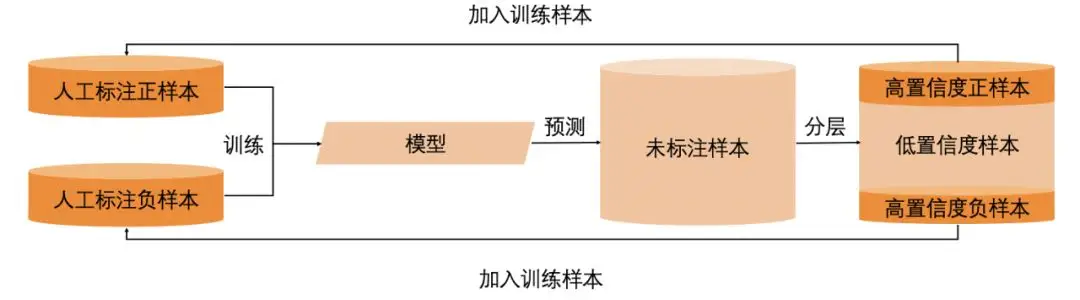 加入训练样本
人工标注正样本
训练
人工标注负样本
模型
预测
未标注样本
分层
高置信度正样本
低置信度样本
高置信度负样本
加入训练样本